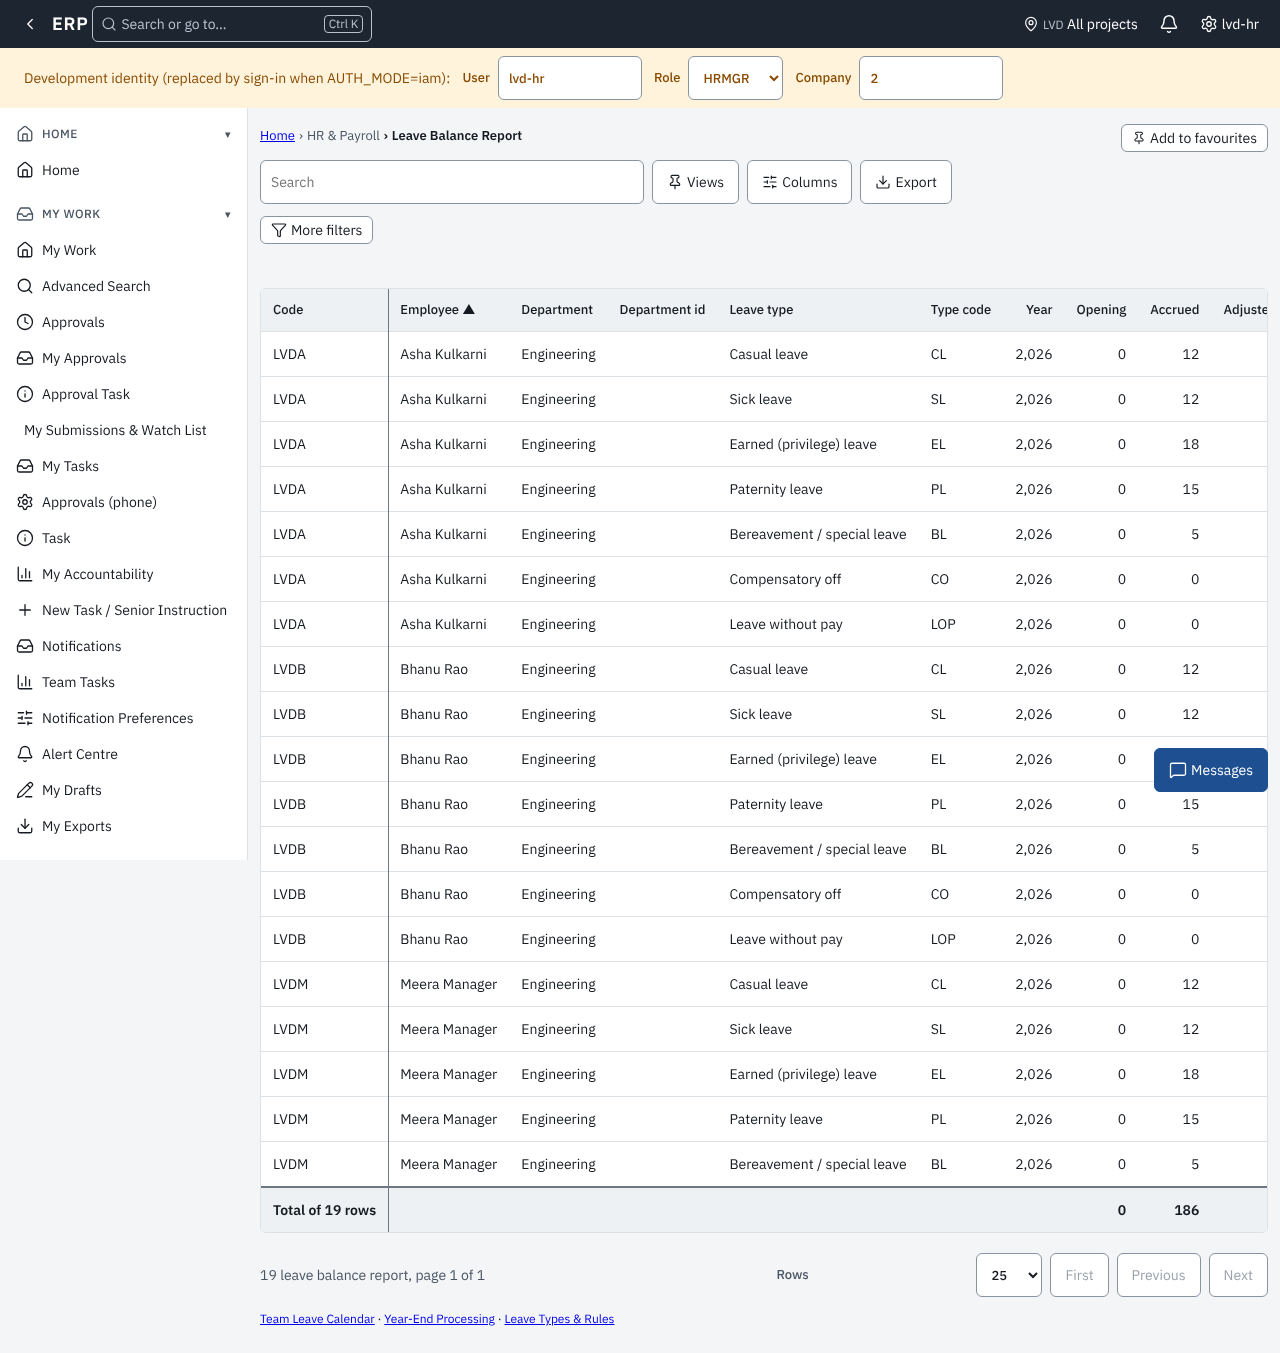 ERP Search or go to... Ctrl K LVD All projects lvd-hr
Development identity (replaced by sign-in when AUTH_MODE=iam): User lvd-hr Role HRMGR Company 2
HOME
Home
MY WORK
My Work
Advanced Search
Approvals
My Approvals
Approval Task
My Submissions & Watch List
My Tasks
Approvals (phone)
Task
My Accountability
New Task / Senior Instruction
Notifications
Team Tasks
Notification Preferences
Alert Centre
My Drafts
My Exports
Home › HR & Payroll › Leave Balance Report Add to favourites
Search Views Columns Export
More filters
Code Employee ▲ Department Department id Leave type Type code Year Opening Accrued Adjuste
LVDA Asha Kulkarni Engineering Casual leave CL 2,026 0 12
LVDA Asha Kulkarni Engineering Sick leave SL 2,026 0 12
LVDA Asha Kulkarni Engineering Earned (privilege) leave EL 2,026 0 18
LVDA Asha Kulkarni Engineering Paternity leave PL 2,026 0 15
LVDA Asha Kulkarni Engineering Bereavement / special leave BL 2,026 0 5
LVDA Asha Kulkarni Engineering Compensatory off CO 2,026 0 0
LVDA Asha Kulkarni Engineering Leave without pay LOP 2,026 0 0
LVDB Bhanu Rao Engineering Casual leave CL 2,026 0 12
LVDB Bhanu Rao Engineering Sick leave SL 2,026 0 12
LVDB Bhanu Rao Engineering Earned (privilege) leave EL 2,026 0
Messages
LVDB Bhanu Rao Engineering Paternity leave PL 2,026 0 15
LVDB Bhanu Rao Engineering Bereavement / special leave BL 2,026 0 5
LVDB Bhanu Rao Engineering Compensatory off CO 2,026 0 0
LVDB Bhanu Rao Engineering Leave without pay LOP 2,026 0 0
LVDM Meera Manager Engineering Casual leave CL 2,026 0 12
LVDM Meera Manager Engineering Sick leave SL 2,026 0 12
LVDM Meera Manager Engineering Earned (privilege) leave EL 2,026 0 18
LVDM Meera Manager Engineering Paternity leave PL 2,026 0 15
LVDM Meera Manager Engineering Bereavement / special leave BL 2,026 0 5
Total of 19 rows 0 186
19 leave balance report, page 1 of 1 Rows 25 First Previous Next
Team Leave Calendar · Year-End Processing · Leave Types & Rules